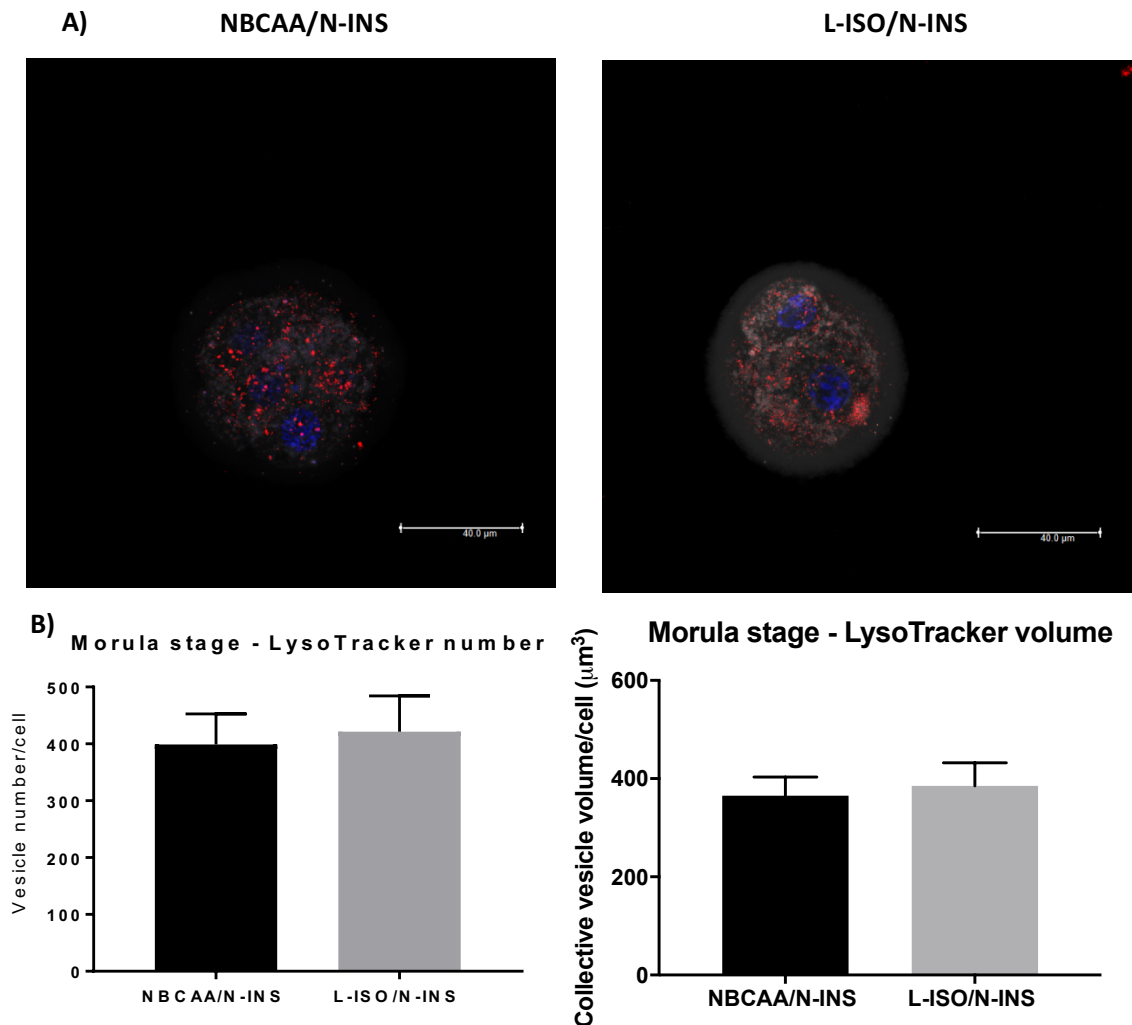 A)
NBCAA/N-INS
L-ISO/N-INS
40.0 µm
40.0 µm
B)
Morula stage - LysoTracker number
Vesicle number/cell
500
400
300
200
100
0
NBCAA/N-INS
L-ISO/N-INS
Morula stage - LysoTracker volume
Collective vesicle volume/cell (µm³)
600
400
200
0
NBCAA/N-INS
L-ISO/N-INS